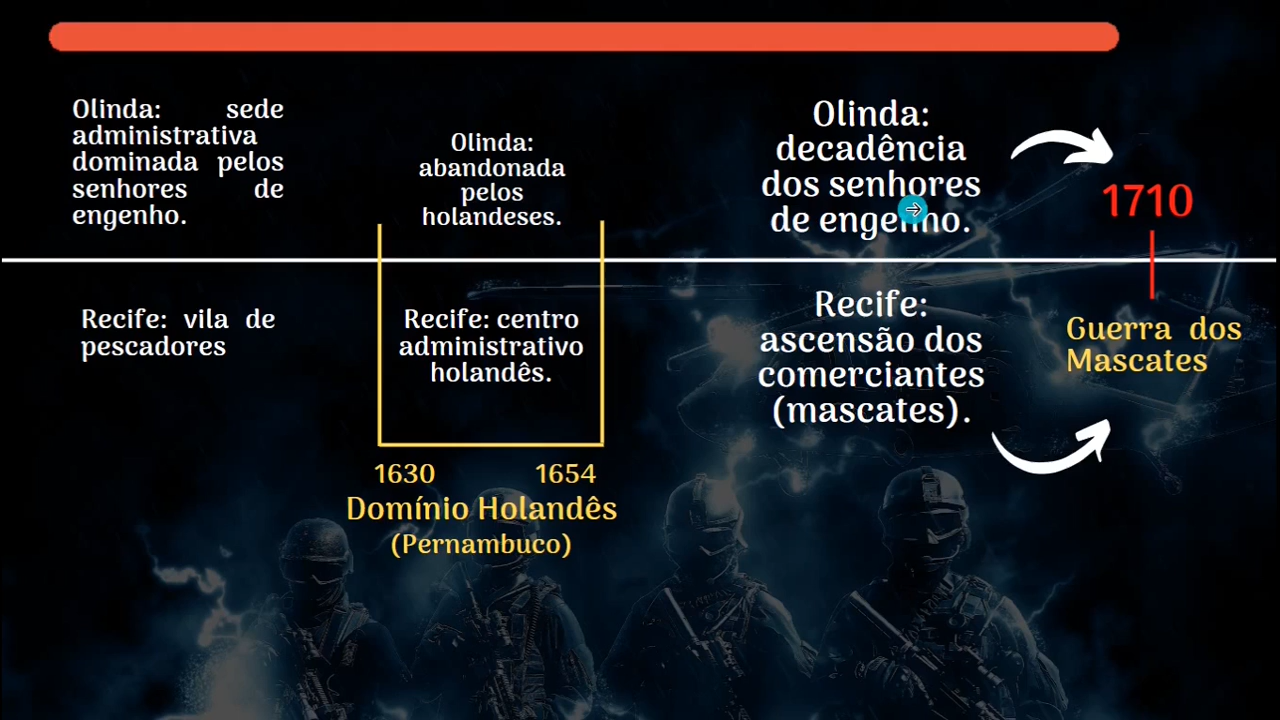 Olinda: sede
administrativa
dominada pelos
senhores de
engenho.
Olinda:
abandonada
pelos
holandeses.
Olinda:
decadência
dos senhores
de engenho.
1710
Recife: vila de
pescadores
Recife: centro
administrativo
holandês.
Recife:
ascensão dos
comerciantes
(mascates).
Guerra dos
Mascates
1630 1654
Domínio Holandês
(Pernambuco)